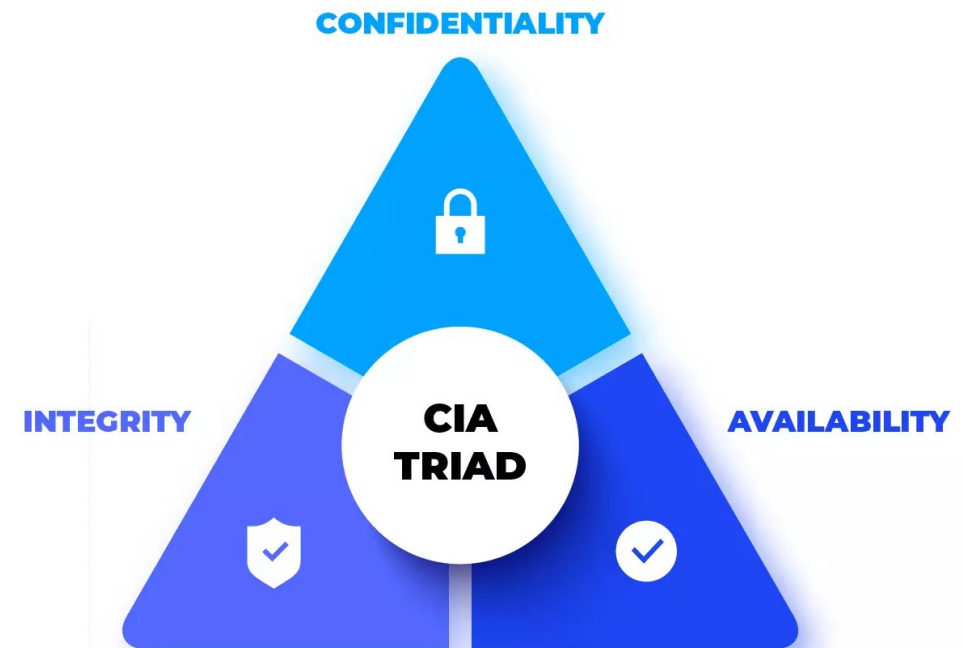 CONFIDENTIALITY
INTEGRITY
CIA
TRIAD
AVAILABILITY